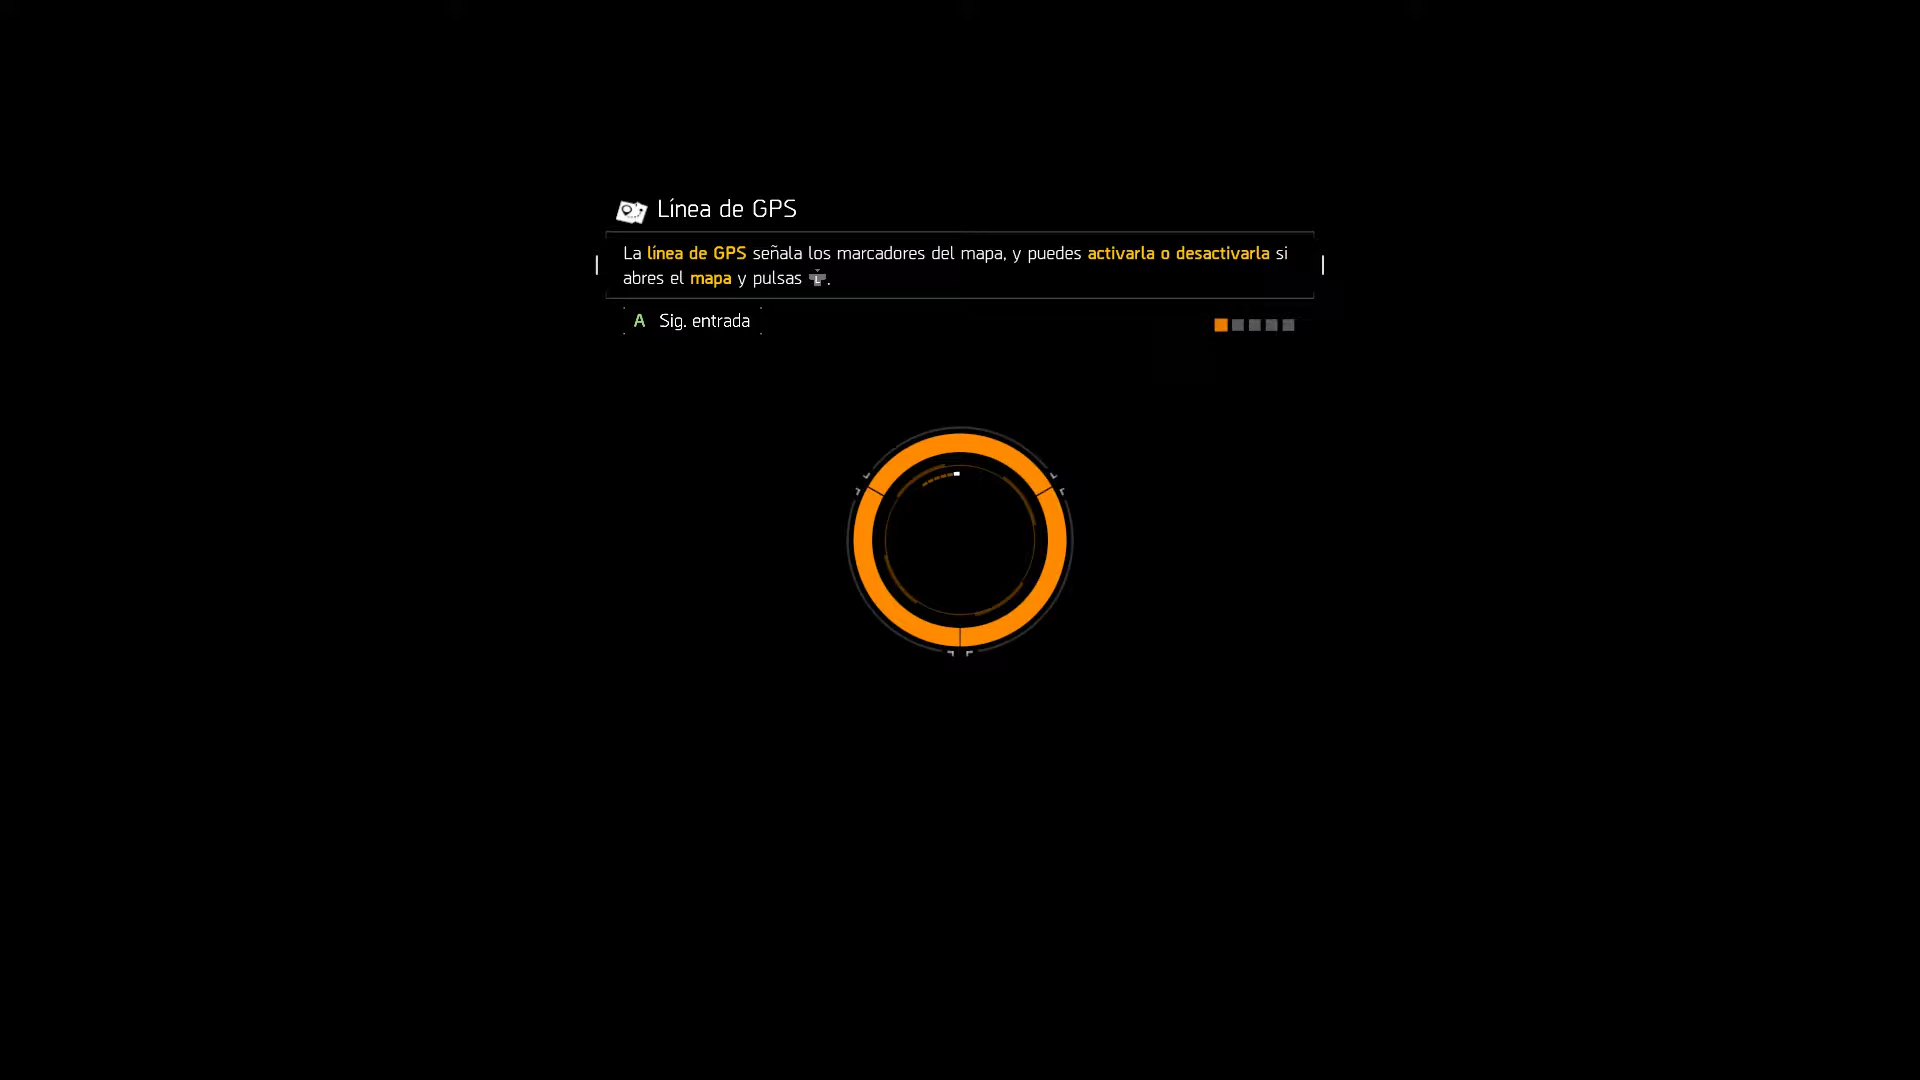 Línea de GPS
La línea de GPS señala los marcadores del mapa, y puedes activarla o desactivarla si
abres el mapa y pulsas L.
A Sig. entrada